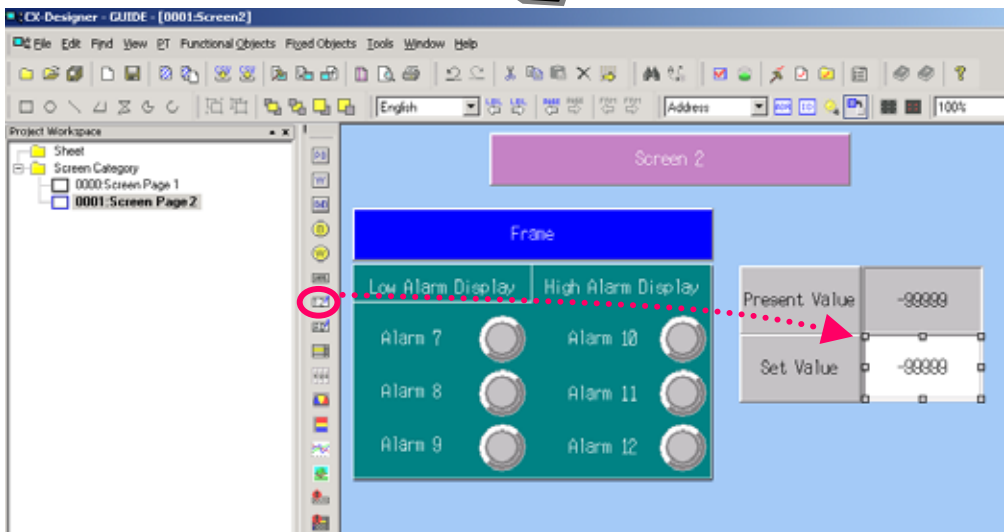 CX-Designer - GUIDE - [0001:Screen2]
File Edit Find View PT Functional Objects Fixed Objects Tools Window Help
English Address 100%
Project Workspace
Sheet
Screen Category
0000:Screen Page 1
0001:Screen Page 2
Screen 2
Frame
Low Alarm Display High Alarm Display
Alarm 7 Alarm 10
Alarm 8 Alarm 11
Alarm 9 Alarm 12
Present Value -99999
Set Value -99999